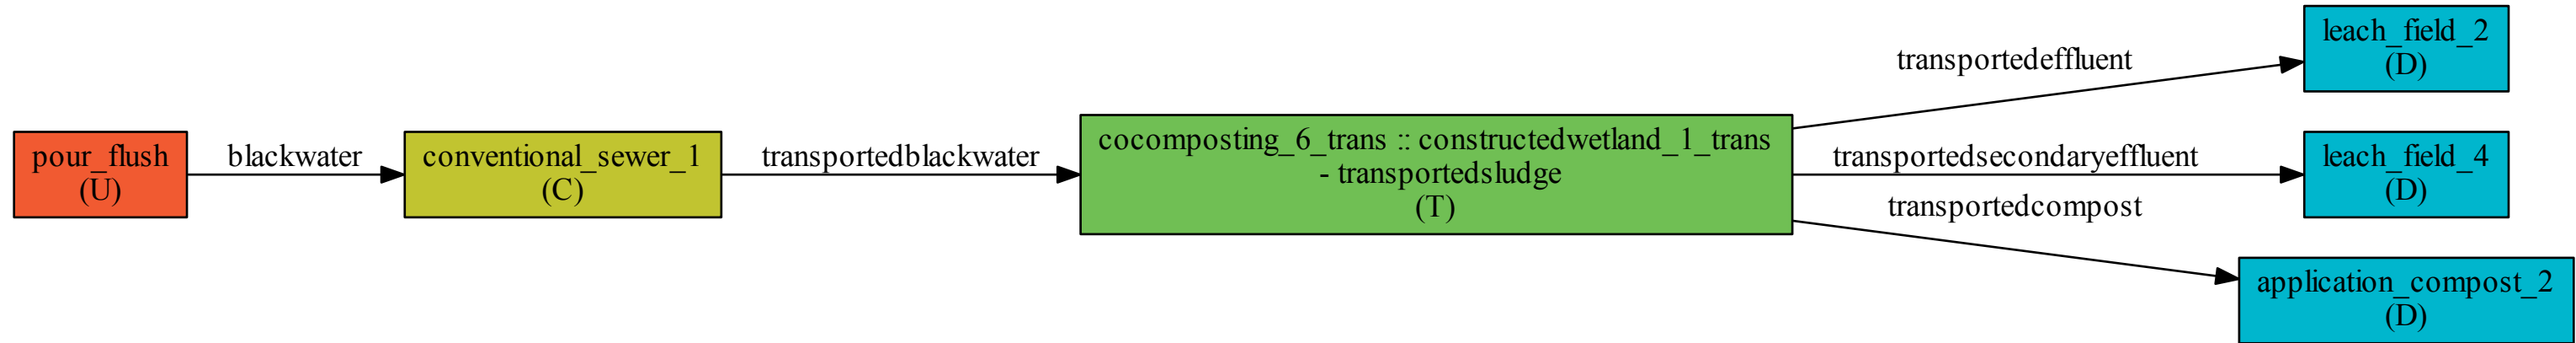 pour_flush
(U)
blackwater
conventional_sewer_1
(C)
transportedblackwater
cocomposting_6_trans :: constructedwetland_1_trans
- transportedsludge
(T)
transportedeffluent
leach_field_2
(D)
transportedsecondaryeffluent
leach_field_4
(D)
transportedcompost
application_compost_2
(D)